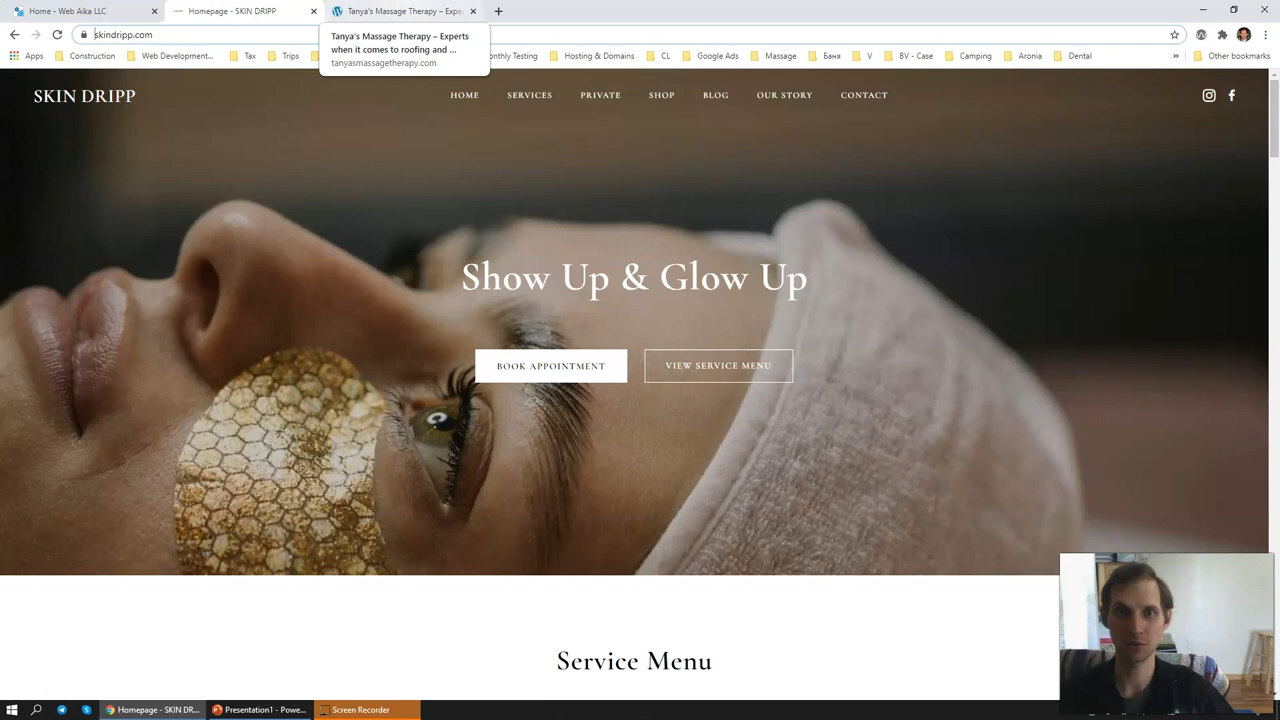 Home - Web Aika LLC
Homepage - SKIN DRIPP
Tanya's Massage Therapy – Expe
skindripp.com
Tanya's Massage Therapy – Experts
when it comes to roofing and ...
tanyasmassagetherapy.com
Apps
Construction
Web Development...
Tax
Trips
onthly Testing
Hosting & Domains
CL
Google Ads
Massage
Баня
V
BV - Case
Camping
Aronia
Dental
»
Other bookmarks
SKIN DRIPP
HOME
SERVICES
PRIVATE
SHOP
BLOG
OUR STORY
CONTACT
Show Up & Glow Up
BOOK APPOINTMENT
VIEW SERVICE MENU
Service Menu
Homepage - SKIN DR...
Presentation1 - Powe...
Screen Recorder